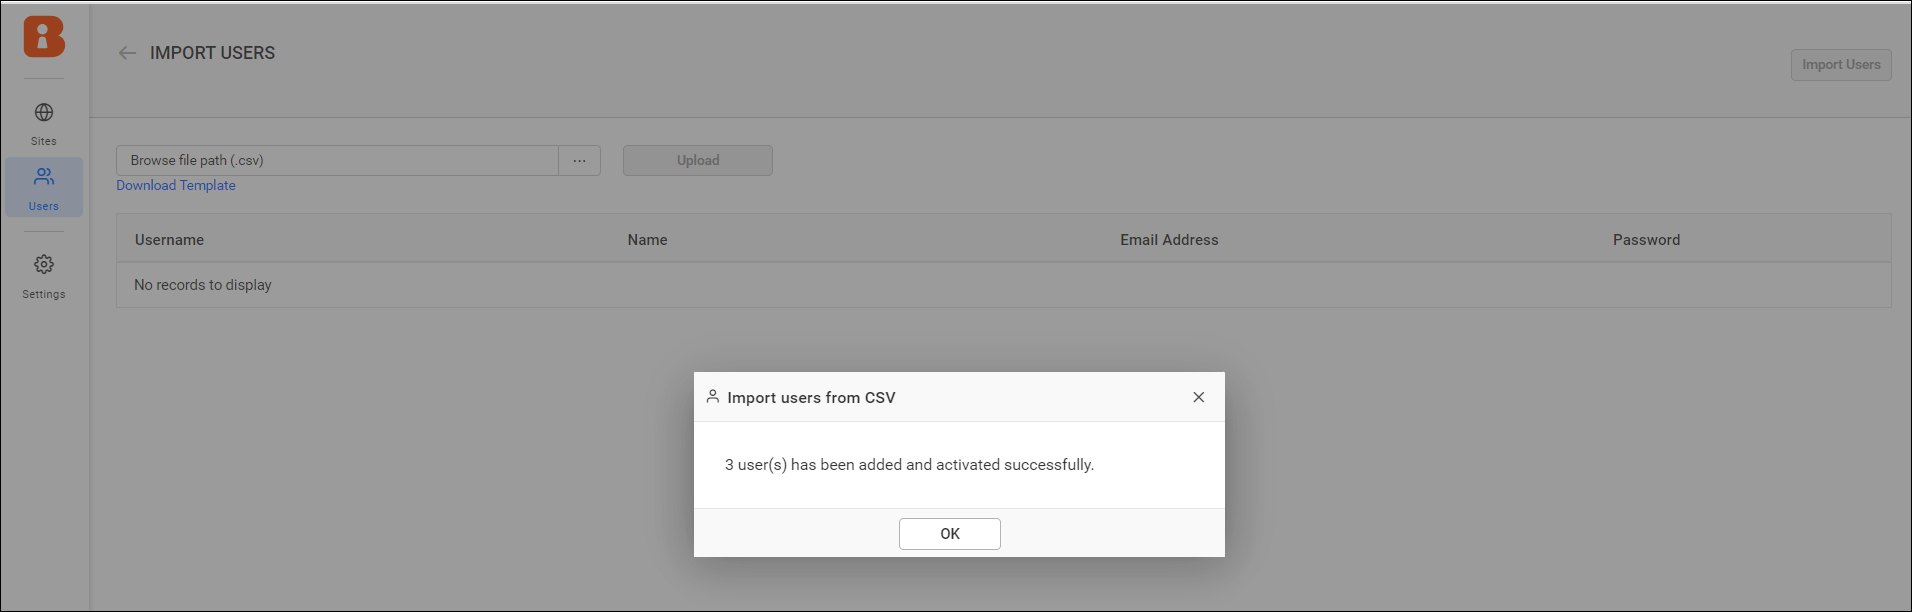 IMPORT USERS
Import Users
Sites
Users
Settings
Browse file path (.csv)
...
Upload
Download Template
Username Name Email Address Password
No records to display
Import users from CSV
3 user(s) has been added and activated successfully.
OK